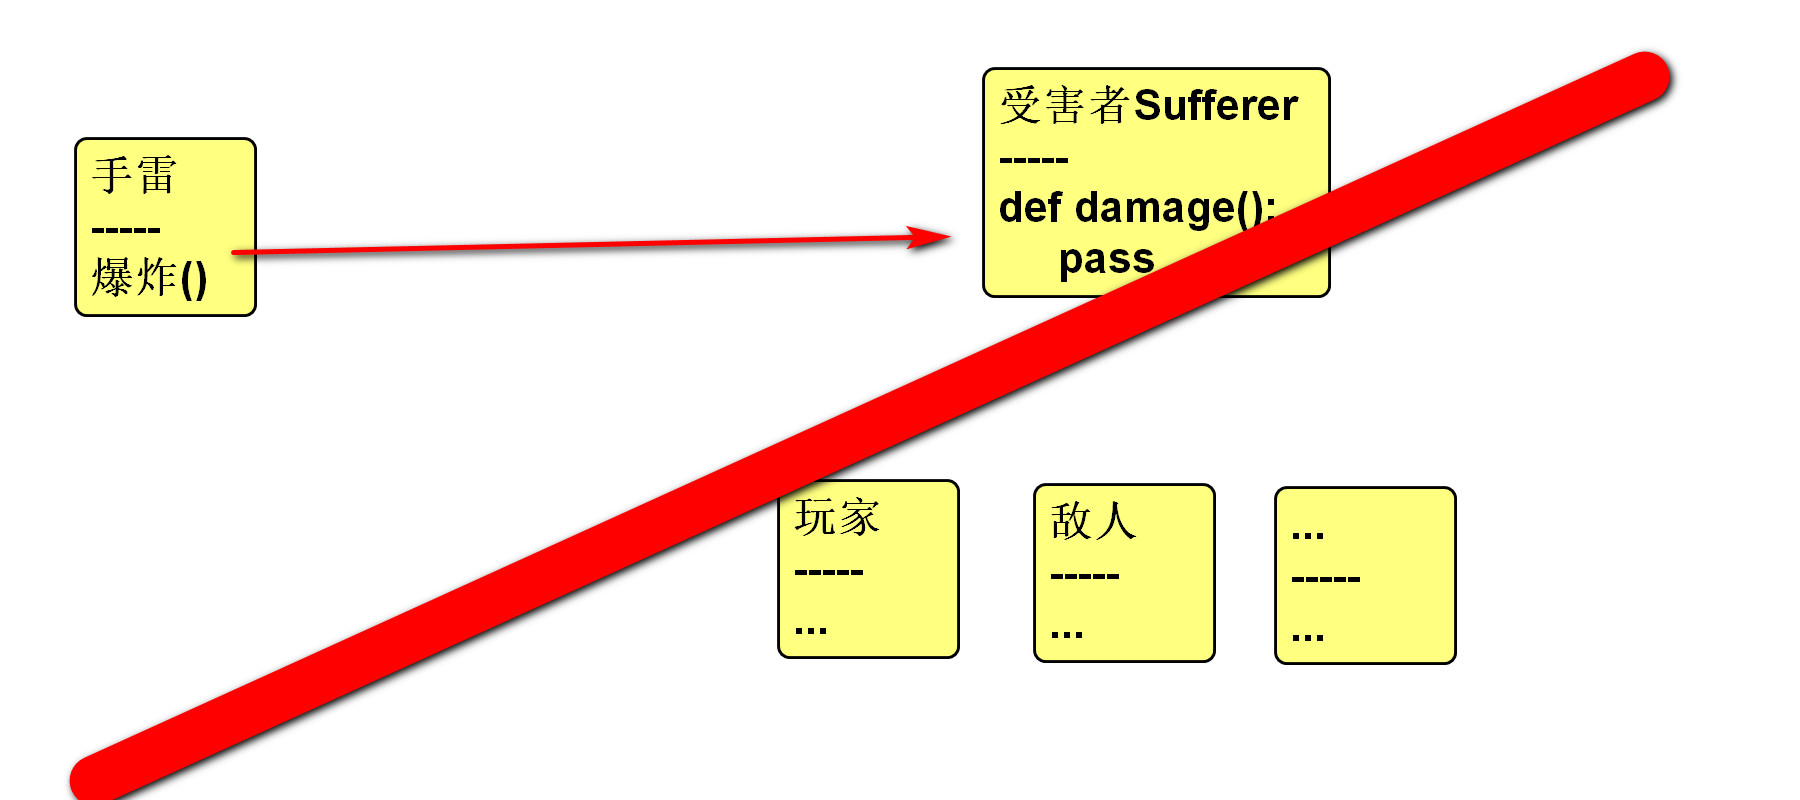 手雷
-----
爆炸()
受害者Sufferer
-----
def damage():
pass
玩家
-----
...
敌人
-----
...
...
-----
...